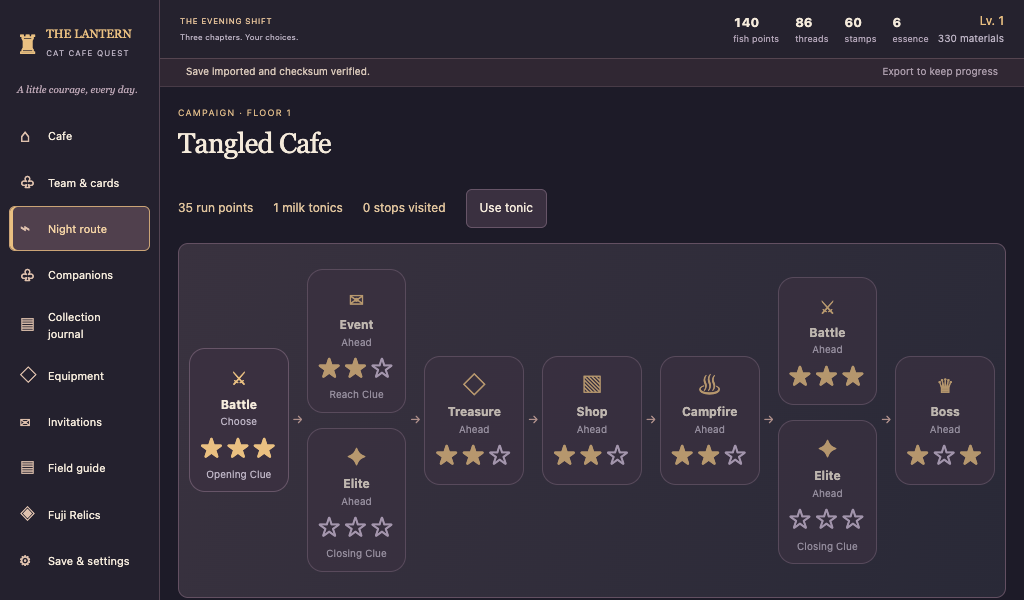 THE LANTERN
CAT CAFE QUEST
A little courage, every day.
Cafe
Team & cards
Night route
Companions
Collection
journal
Equipment
Invitations
Field guide
Fuji Relics
Save & settings
THE EVENING SHIFT
Three chapters. Your choices.
140
fish points
86
threads
60
stamps
6
essence
Lv. 1
330 materials
Save imported and checksum verified.
Export to keep progress
CAMPAIGN · FLOOR 1
Tangled Cafe
35 run points
1 milk tonics
0 stops visited
Use tonic
Battle
Choose
Opening Clue
Event
Ahead
Reach Clue
Elite
Ahead
Closing Clue
Treasure
Ahead
Shop
Ahead
Campfire
Ahead
Battle
Ahead
Elite
Ahead
Closing Clue
Boss
Ahead